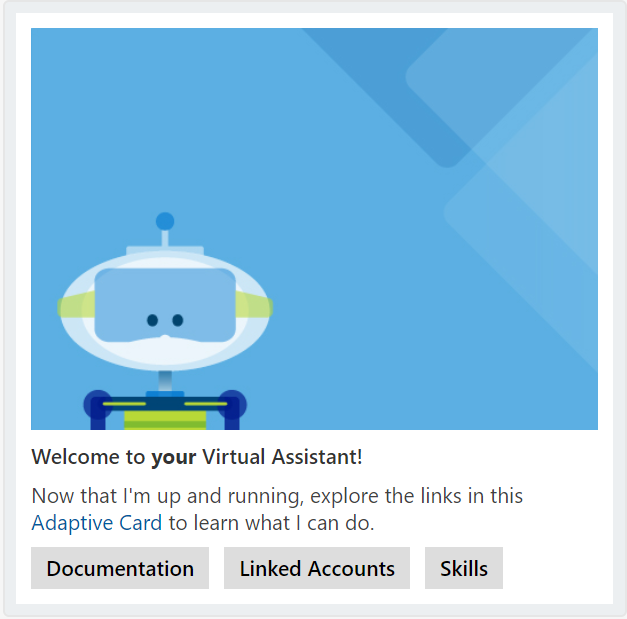 Welcome to your Virtual Assistant!
Now that I'm up and running, explore the links in this
Adaptive Card to learn what I can do.
Documentation
Linked Accounts
Skills